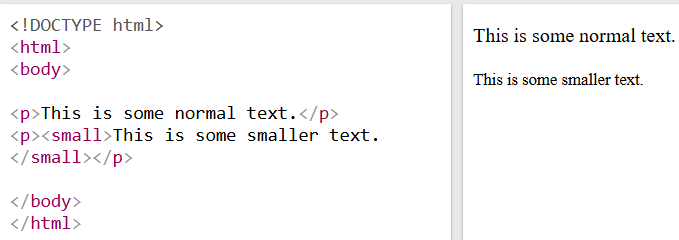 <!DOCTYPE html>
<html>
<body>
<p>This is some normal text.</p>
<p><small>This is some smaller text.
</small></p>
</body>
</html>
This is some normal text.
This is some smaller text.